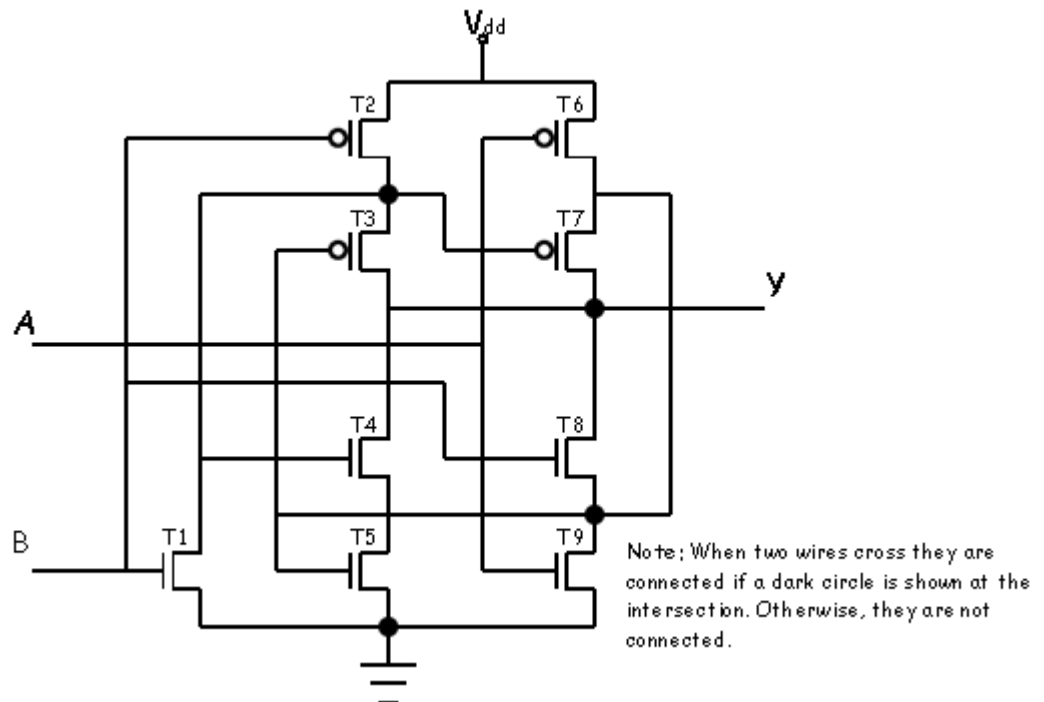 Vdd
T2
T6
T3
T7
y
A
T4
T8
B
T1
T5
T9
Note; When two wires cross they are
connected if a dark circle is shown at the
intersection. Otherwise, they are not
connected.